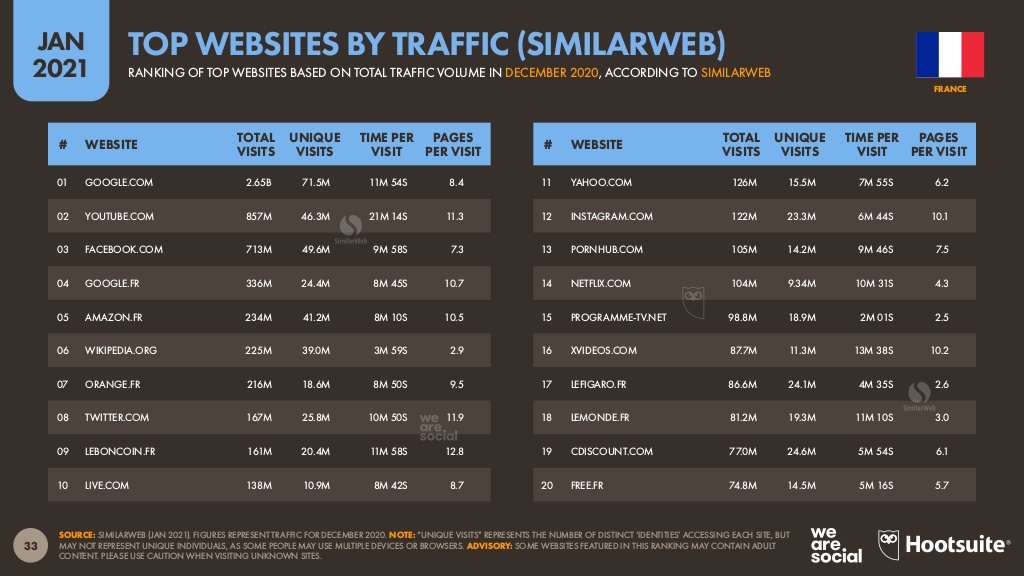 JAN
2021
TOP WEBSITES BY TRAFFIC (SIMILARWEB)
RANKING OF TOP WEBSITES BASED ON TOTAL TRAFFIC VOLUME IN DECEMBER 2020, ACCORDING TO SIMILARWEB
FRANCE
# WEBSITE TOTAL VISITS UNIQUE VISITS TIME PER VISIT PAGES PER VISIT
01 GOOGLE.COM 2.65B 71.5M 11M 54S 8.4
02 YOUTUBE.COM 857M 46.3M 21M 14S 11.3
03 FACEBOOK.COM 713M 49.6M 9M 58S 7.3
04 GOOGLE.FR 336M 24.4M 8M 45S 10.7
05 AMAZON.FR 234M 41.2M 8M 10S 10.5
06 WIKIPEDIA.ORG 225M 39.0M 3M 59S 2.9
07 ORANGE.FR 216M 18.6M 8M 50S 9.5
08 TWITTER.COM 167M 25.8M 10M 50S 11.9
09 LEBONCOIN.FR 161M 20.4M 11M 58S 12.8
10 LIVE.COM 138M 10.9M 8M 42S 8.7
SimilarWeb
we
are
social
# WEBSITE TOTAL VISITS UNIQUE VISITS TIME PER VISIT PAGES PER VISIT
11 YAHOO.COM 126M 15.5M 7M 55S 6.2
12 INSTAGRAM.COM 122M 23.3M 6M 44S 10.1
13 PORNHUB.COM 105M 14.2M 9M 46S 7.5
14 NETFLIX.COM 104M 9.34M 10M 31S 4.3
15 PROGRAMME-TV.NET 98.8M 18.9M 2M 01S 2.5
16 XVIDEOS.COM 87.7M 11.3M 13M 38S 10.2
17 LEFIGARO.FR 86.6M 24.1M 4M 35S 2.6
18 LEMONDE.FR 81.2M 19.3M 11M 10S 3.0
19 CDISCOUNT.COM 77.0M 24.6M 5M 54S 6.1
20 FREE.FR 74.8M 14.5M 5M 16S 5.7
SimilarWeb
33
SOURCE: SIMILARWEB (JAN 2021). FIGURES REPRESENT TRAFFIC FOR DECEMBER 2020. NOTE: "UNIQUE VISITS" REPRESENTS THE NUMBER OF DISTINCT 'IDENTITIES' ACCESSING EACH SITE, BUT
MAY NOT REPRESENT UNIQUE INDIVIDUALS, AS SOME PEOPLE MAY USE MULTIPLE DEVICES OR BROWSERS. ADVISORY: SOME WEBSITES FEATURED IN THIS RANKING MAY CONTAIN ADULT
CONTENT. PLEASE USE CAUTION WHEN VISITING UNKNOWN SITES.
we
are
social
Hootsuite®